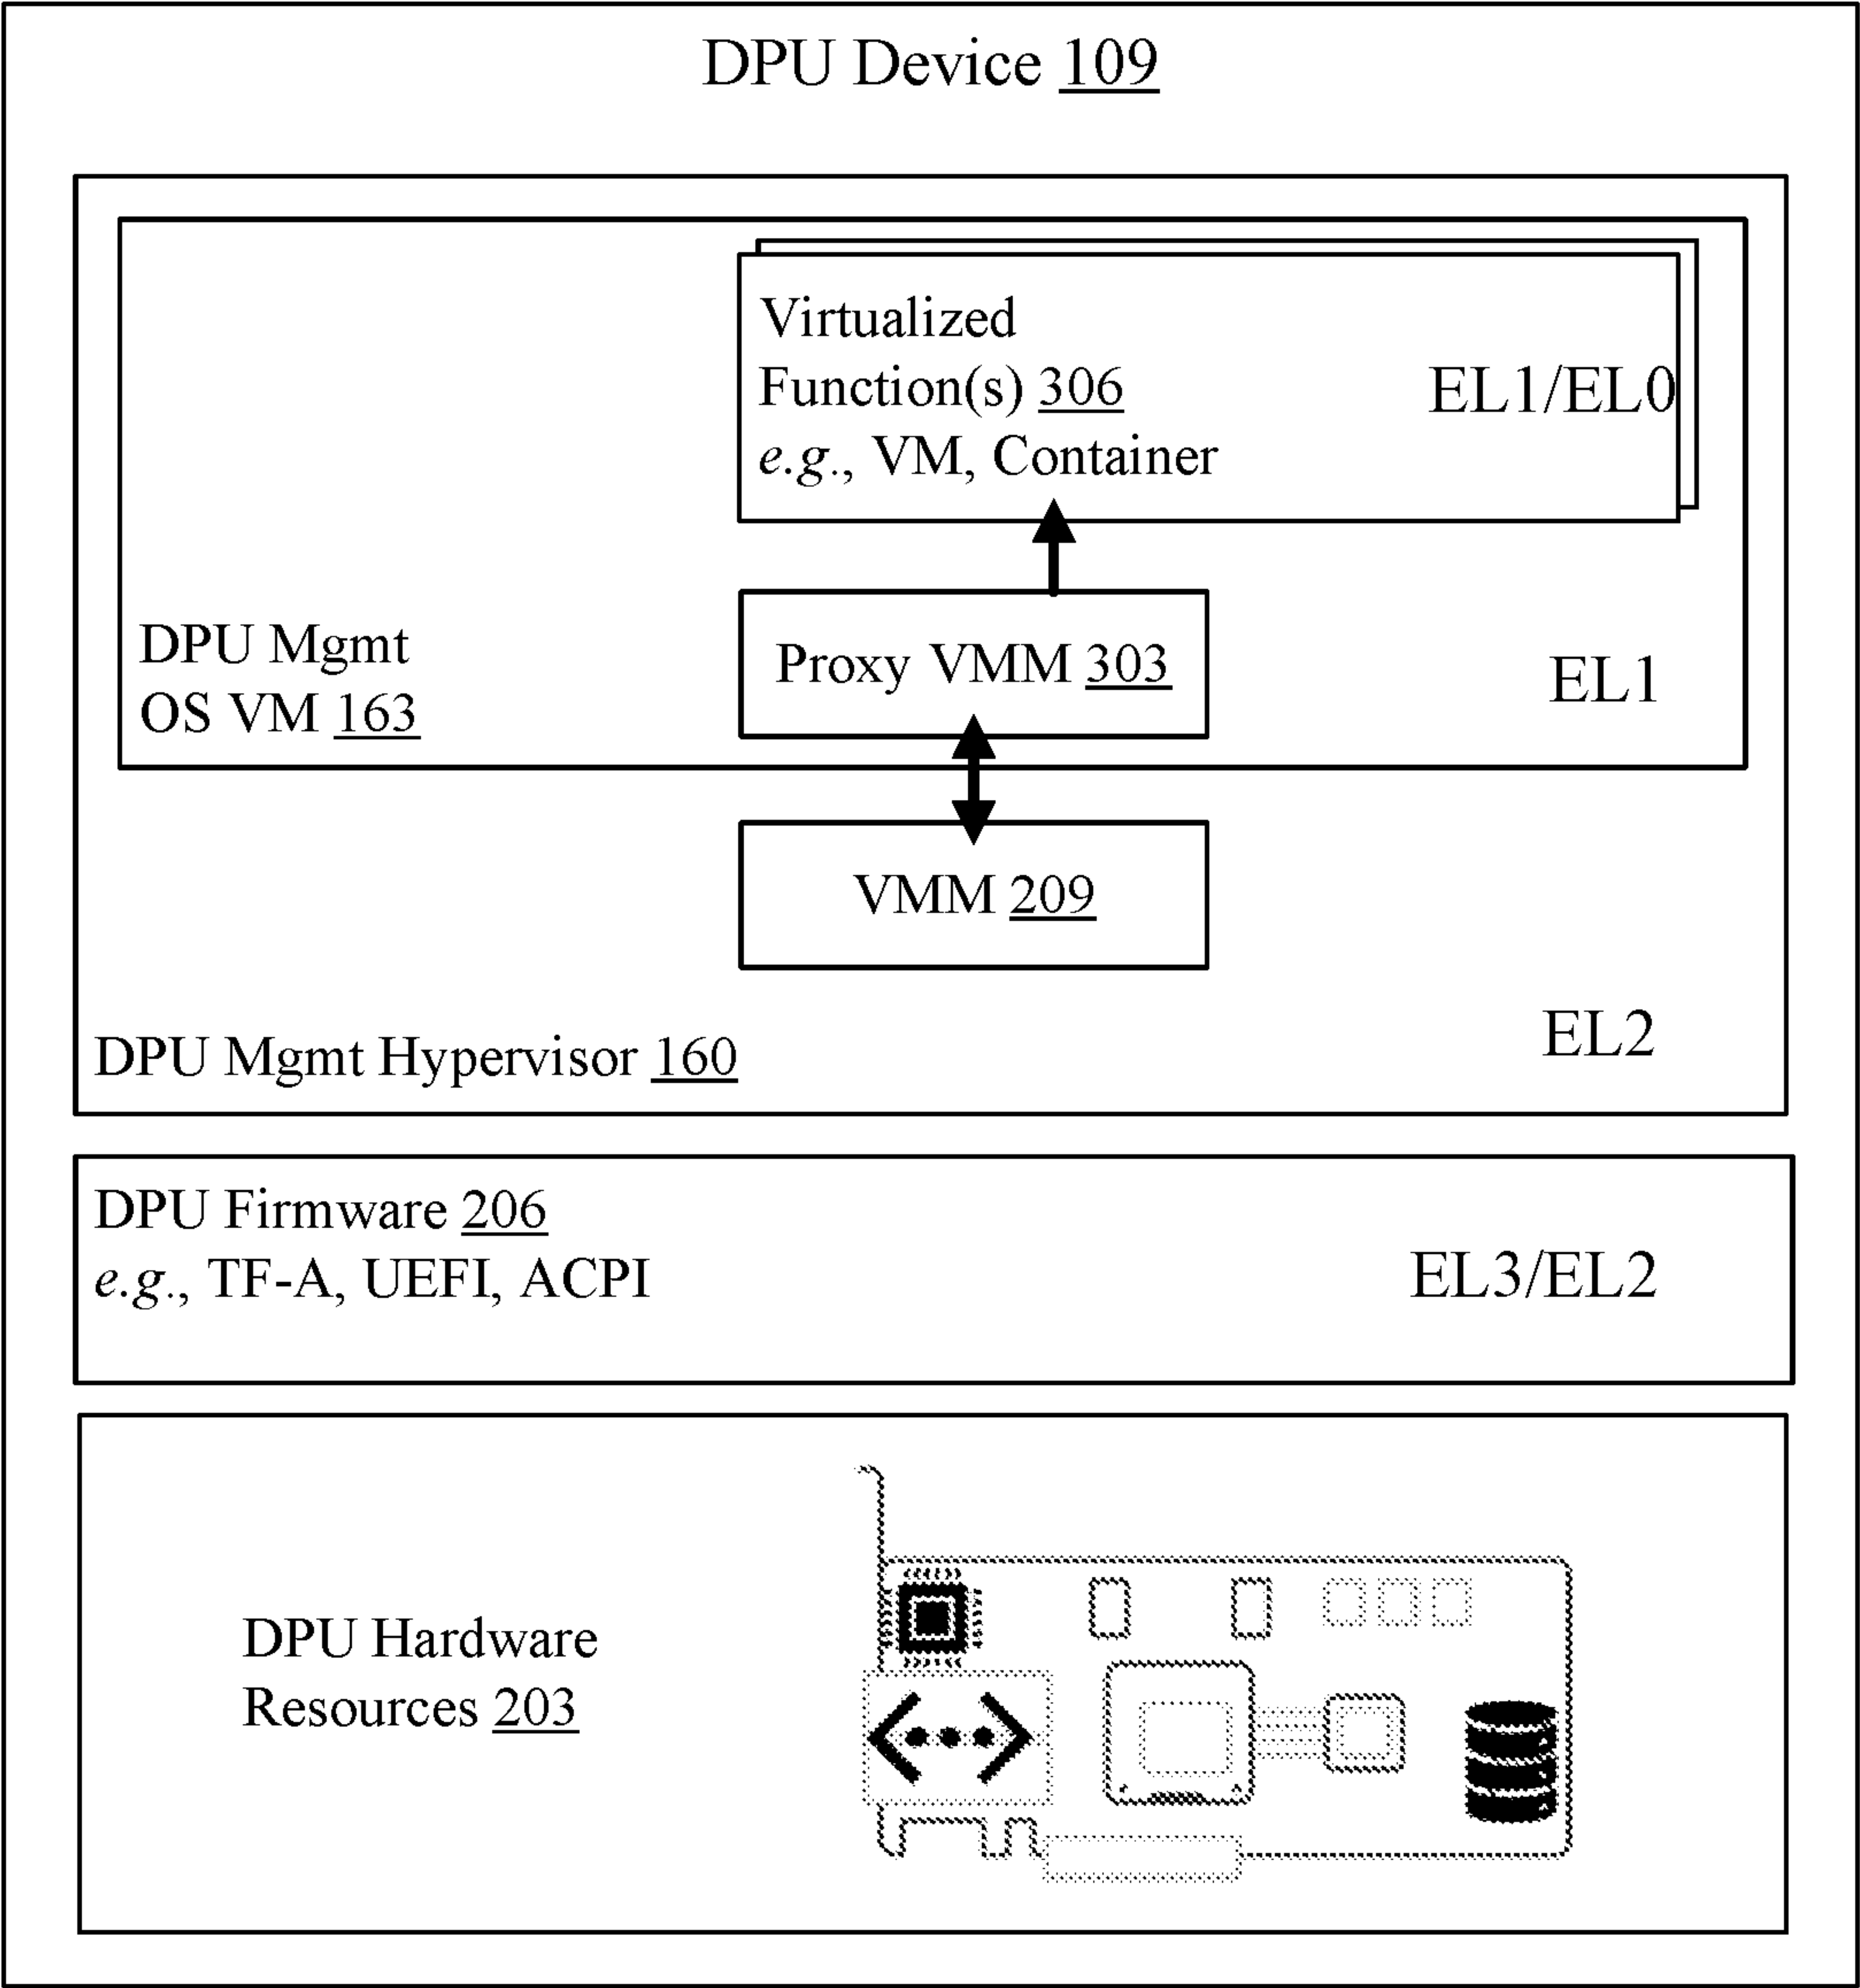 DPU Device 109
Virtualized
Function(s) 306
e.g., VM, Container
EL1/EL0
DPU Mgmt
OS VM 163
Proxy VMM 303
EL1
VMM 209
DPU Mgmt Hypervisor 160
EL2
DPU Firmware 206
e.g., TF-A, UEFI, ACPI
EL3/EL2
DPU Hardware
Resources 203